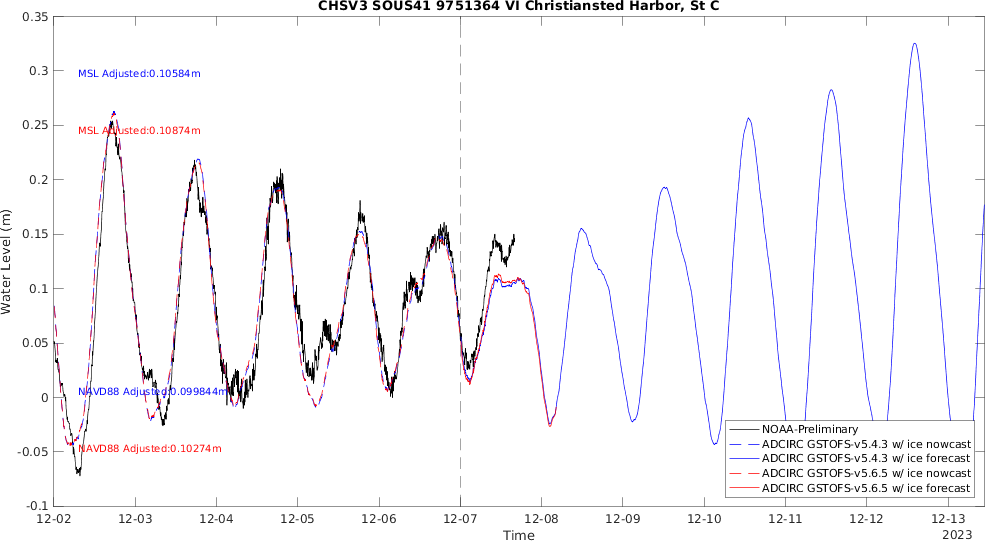 CHSV3 SOUS41 9751364 VI Christiansted Harbor, St C
0.35
0.3
0.25
0.2
0.15
0.1
0.05
0
-0.05
-0.1
Water Level (m)
MSL Adjusted:0.10584m
MSL Adjusted:0.10874m
NAVD88 Adjusted:0.099844m
NAVD88 Adjusted:0.10274m
NOAA-Preliminary
ADCIRC GSTOFS-v5.4.3 w/ ice nowcast
ADCIRC GSTOFS-v5.4.3 w/ ice forecast
ADCIRC GSTOFS-v5.6.5 w/ ice nowcast
ADCIRC GSTOFS-v5.6.5 w/ ice forecast
12-02 12-03 12-04 12-05 12-06 12-07 12-08 12-09 12-10 12-11 12-12 12-13
Time
2023